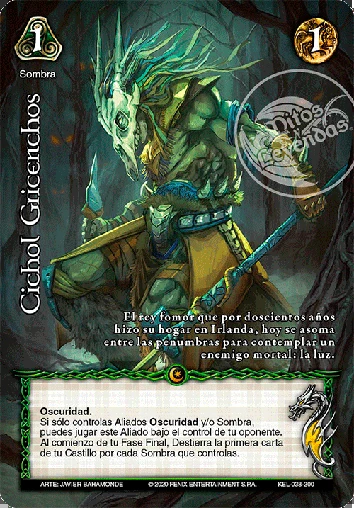 1
1
Sombra
Mitos y
Leyendas
Cichol Gricenchos
El rey fomor que por doscientos años
hizo su hogar en Irlanda, hoy se asoma
entre las penumbras para contemplar un
enemigo mortal: la luz.
Oscuridad.
Si sólo controlas Aliados Oscuridad y/o Sombra,
puedes jugar este Aliado bajo el control de tu oponente.
Al comienzo de tu Fase Final, Destierra la primera carta
de tu Castillo por cada Sombra que controlas.
ARTE: JAVIER BAHAMONDE
© 2020 FENIX ENTERTAINMENT S.P.A.
KEL-038-200